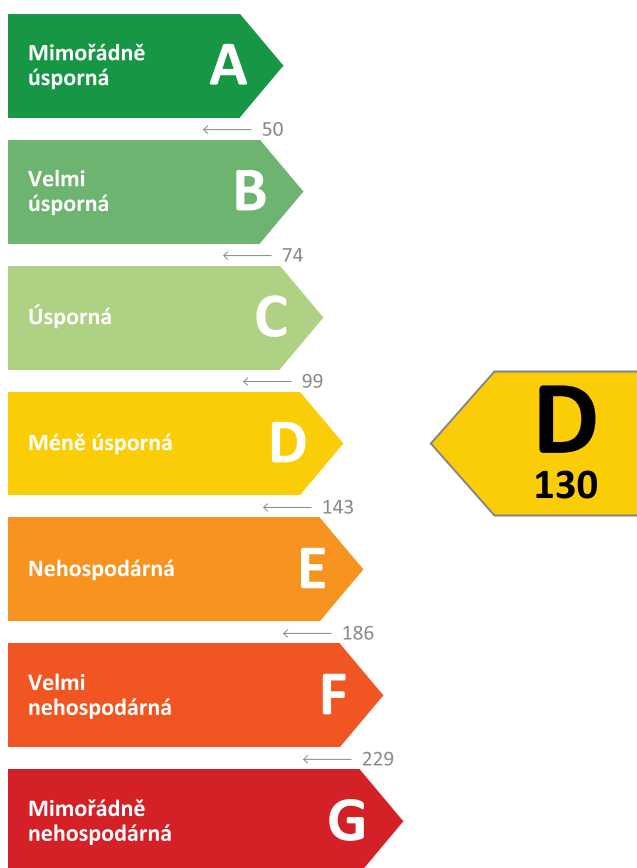 Mimořádně
úsporná
A
50
Velmi
úsporná
B
74
Úsporná
C
99
Méně úsporná
D
D
130
143
Nehospodárná
E
186
Velmi
nehospodárná
F
229
Mimořádně
nehospodárná
G